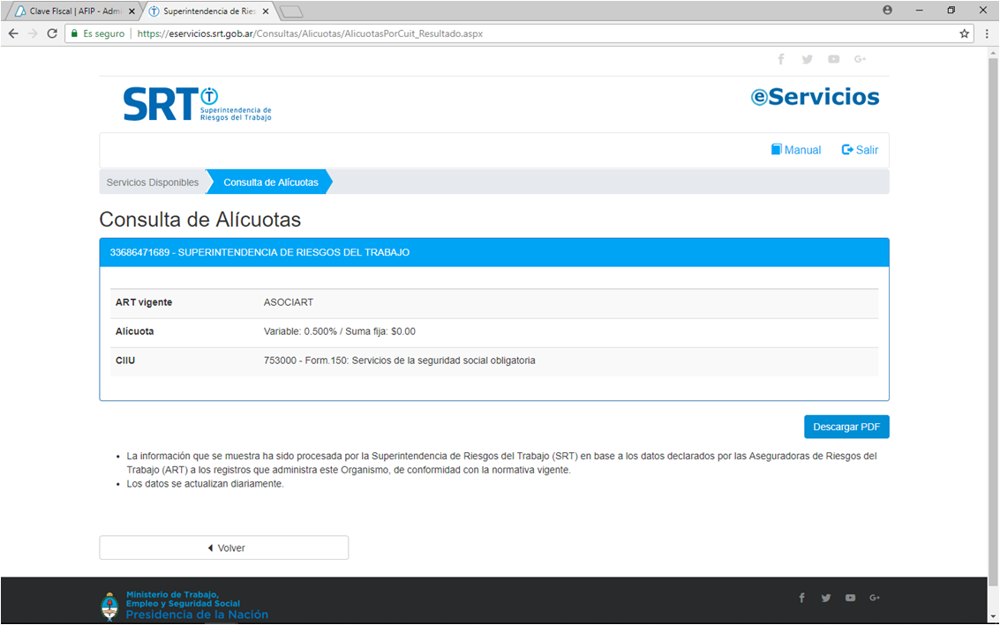 Clave FIscal | AFIP - Admi
Superintendencia de Ries
Es seguro
https://eservicios.srt.gob.ar/Consultas/Alicuotas/AlicuotasPorCuit_Resultado.aspx
SRT
Superintendencia de
Riesgos del Trabajo
eServicios
Manual
Salir
Servicios Disponibles
Consulta de Alícuotas
Consulta de Alícuotas
33686471689 - SUPERINTENDENCIA DE RIESGOS DEL TRABAJO
ART vigente ASOCIART
Alícuota Variable: 0.500% / Suma fija: $0.00
CIIU 753000 - Form.150: Servicios de la seguridad social obligatoria
Descargar PDF
• La información que se muestra ha sido procesada por la Superintendencia de Riesgos del Trabajo (SRT) en base a los datos declarados por las Aseguradoras de Riesgos del
Trabajo (ART) a los registros que administra este Organismo, de conformidad con la normativa vigente.
• Los datos se actualizan diariamente.
Volver
Ministerio de Trabajo,
Empleo y Seguridad Social
Presidencia de la Nación